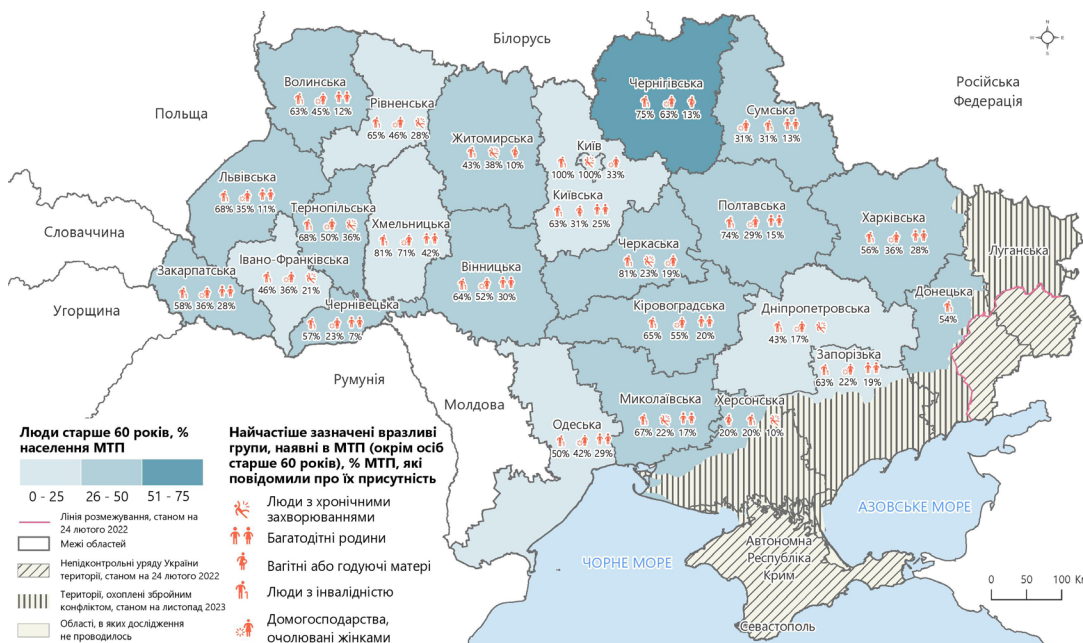 Білорусь
Польща
Російська
Федерація
Волинська
63% 45% 12%
Рівненська
65% 46% 28%
Житомирська
43% 38% 10%
Київ
100% 100% 33%
Чернігівська
75% 63% 13%
Сумська
31% 31% 13%
Львівська
68% 35% 11%
Тернопільська
68% 50% 36%
Хмельницька
81% 71% 42%
Київська
63% 31% 25%
Полтавська
74% 29% 15%
Харківська
56% 36% 28%
Луганська
Словаччина
Івано-Франківська
46% 36% 21%
Закарпатська
58% 36% 28%
Вінницька
64% 52% 30%
Черкаська
81% 23% 19%
Угорщина
Чернівецька
57% 23% 7%
Кіровоградська
65% 55% 20%
Дніпропетровська
43% 17%
Донецька
54%
Запорізька
63% 22% 19%
Румунія
Молдова
Миколаївська
67% 22% 17%
Херсонська
20% 20% 10%
Одеська
50% 42% 29%
АЗОВСЬКЕ МОРЕ
ЧОРНЕ МОРЕ
Автономна
Республіка
Крим
Севастополь
0 50 100 Km
N
E
S
W
Люди старше 60 років, %
населення МТП
0 - 25 26 - 50 51 - 75
Лінія розмежування, станом на
24 лютого 2022
Межі областей
Непідконтрольні уряду України
території, станом на 24 лютого 2022
Території, охоплені збройним
конфліктом, станом на листопад 2023
Області, в яких дослідження
не проводилось
Найчастіше зазначені вразливі
групи, наявні в МТП (окрім осіб
старше 60 років), % МТП, які
повідомили про їх присутність
Люди з хронічними
захворюваннями
Багатодітні родини
Вагітні або годуючі матері
Люди з інвалідністю
Домогосподарства,
очолювані жінками